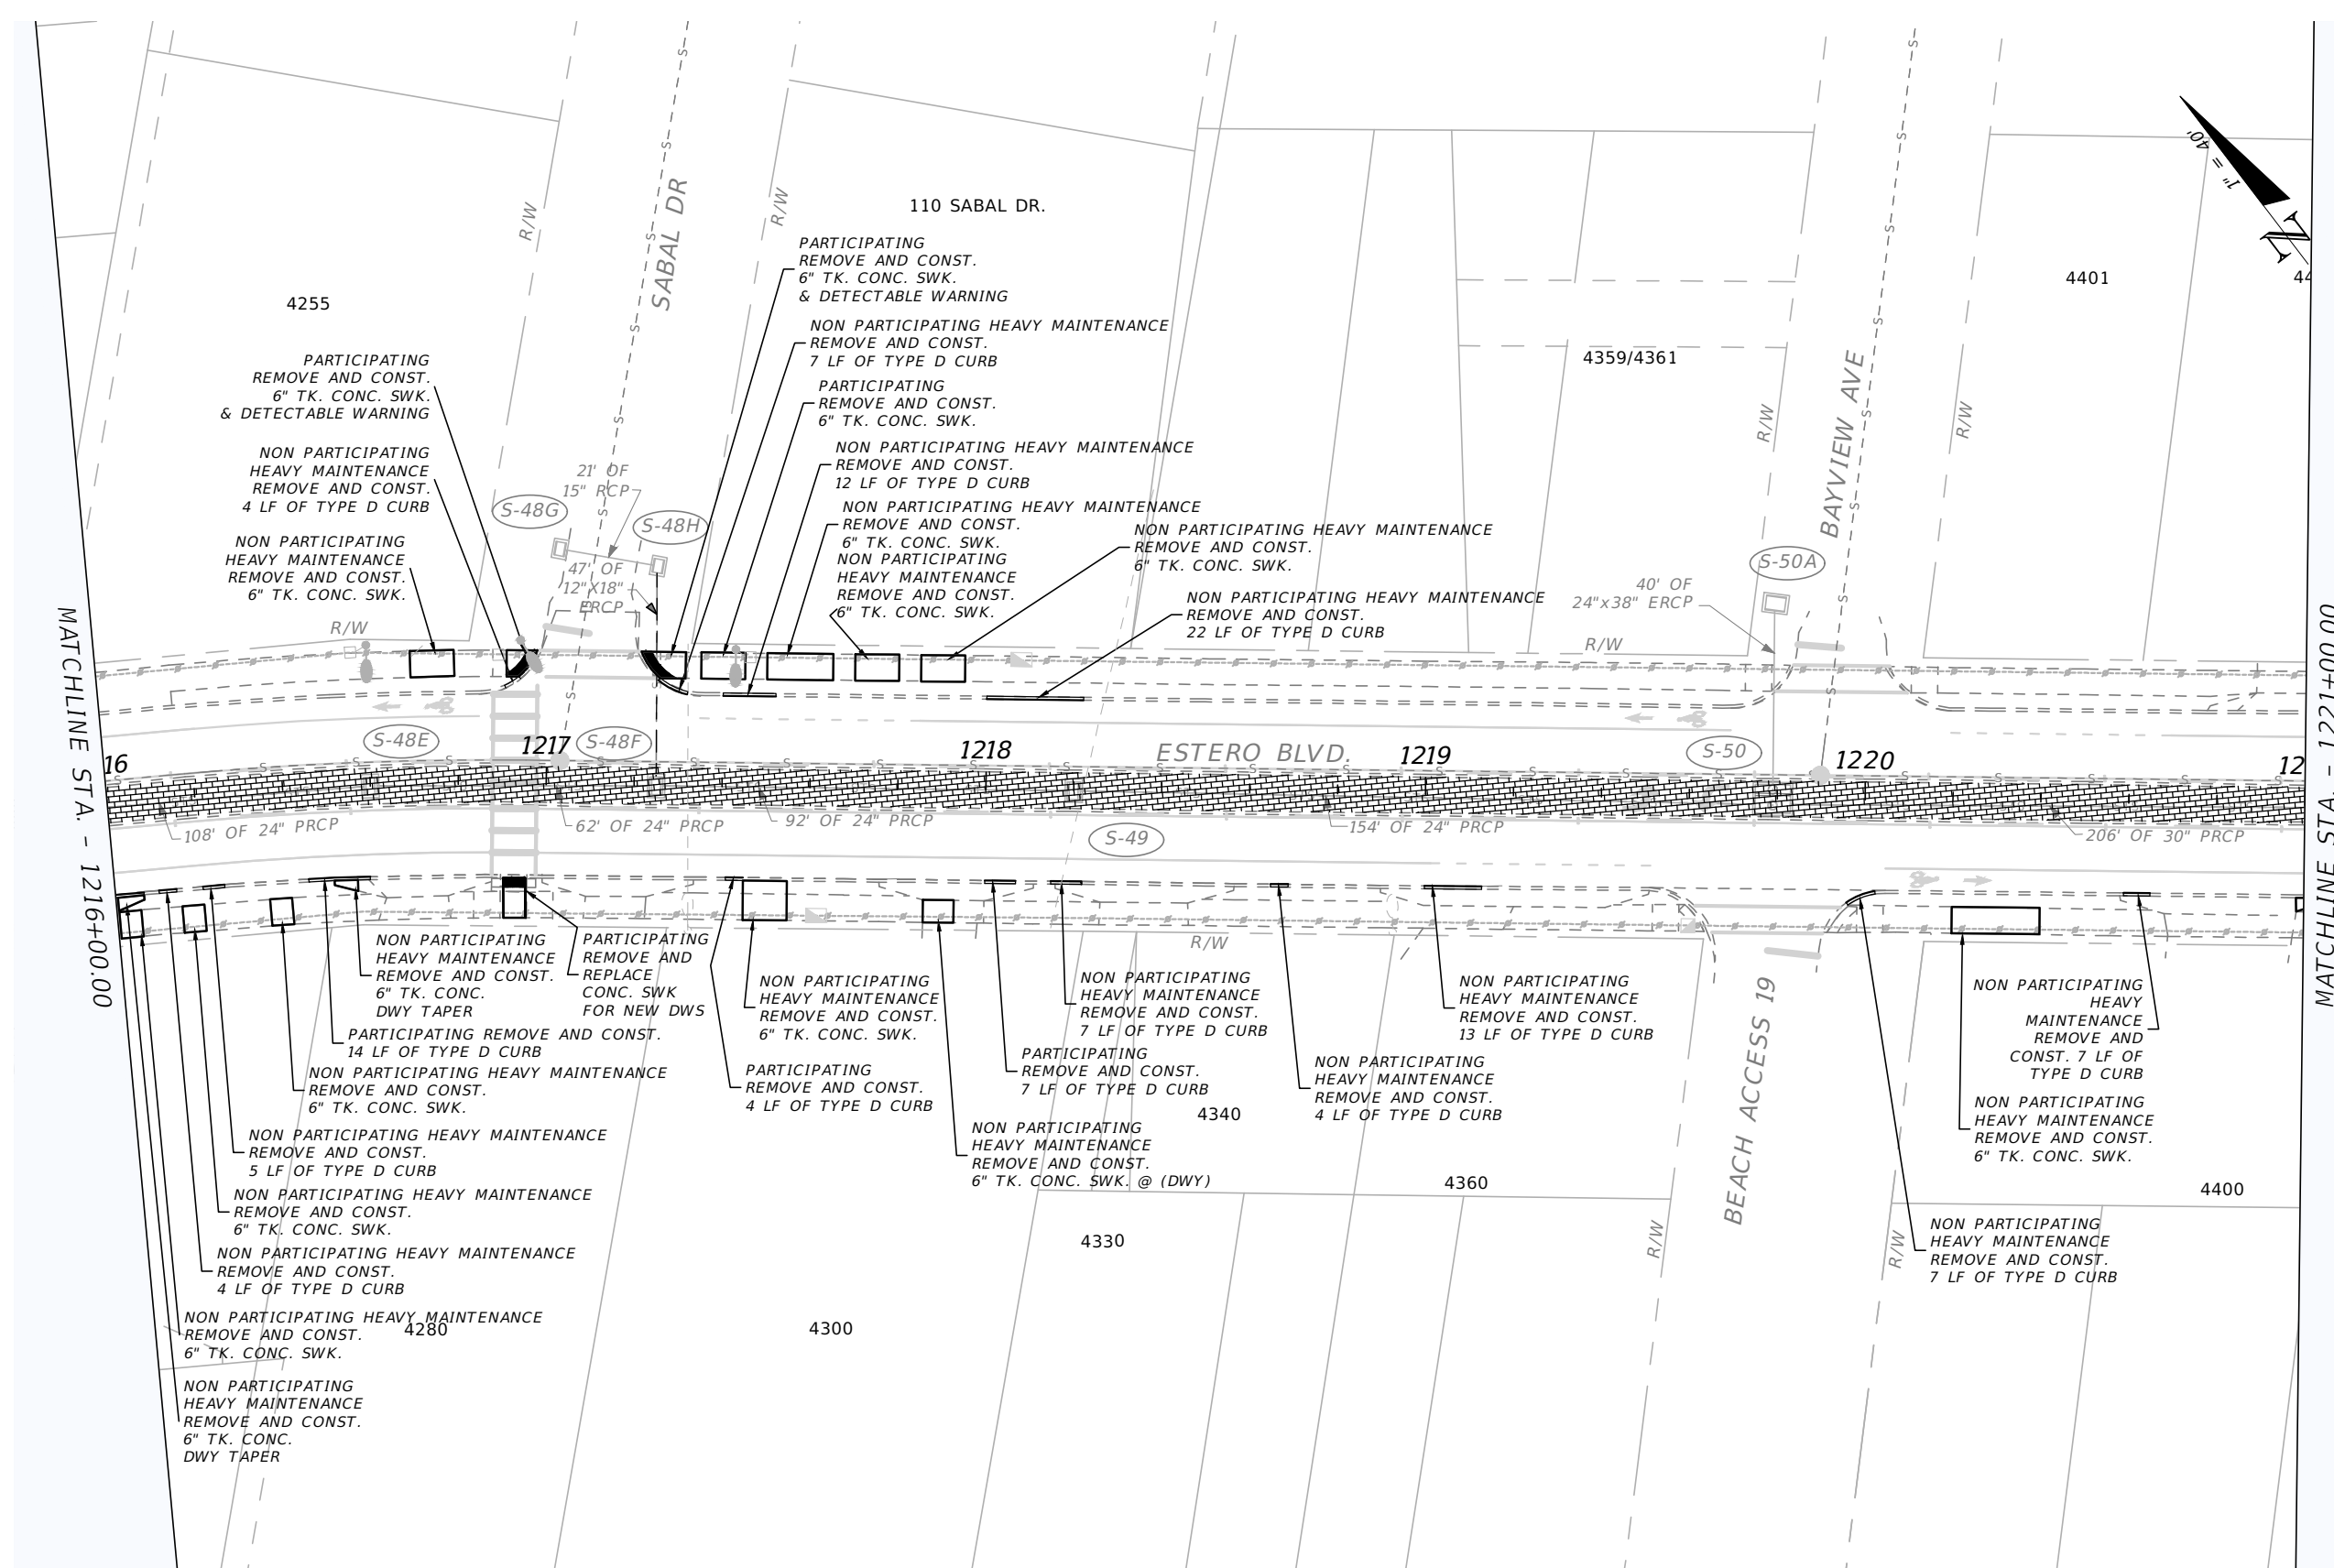 1" = 40'
N
SABAL DR
R/W
R/W
110 SABAL DR.
4401
44
4255
4359/4361
BAYVIEW AVE
R/W
R/W
PARTICIPATING
REMOVE AND CONST.
6" TK. CONC. SWK.
& DETECTABLE WARNING
NON PARTICIPATING HEAVY MAINTENANCE
REMOVE AND CONST.
7 LF OF TYPE D CURB
PARTICIPATING
REMOVE AND CONST.
6" TK. CONC. SWK.
NON PARTICIPATING HEAVY MAINTENANCE
REMOVE AND CONST.
12 LF OF TYPE D CURB
NON PARTICIPATING HEAVY MAINTENANCE
REMOVE AND CONST.
6" TK. CONC. SWK.
NON PARTICIPATING
HEAVY MAINTENANCE
REMOVE AND CONST.
6" TK. CONC. SWK.
NON PARTICIPATING HEAVY MAINTENANCE
REMOVE AND CONST.
6" TK. CONC. SWK.
NON PARTICIPATING HEAVY MAINTENANCE
REMOVE AND CONST.
22 LF OF TYPE D CURB
PARTICIPATING
REMOVE AND CONST.
6" TK. CONC. SWK.
& DETECTABLE WARNING
NON PARTICIPATING
HEAVY MAINTENANCE
REMOVE AND CONST.
4 LF OF TYPE D CURB
NON PARTICIPATING
HEAVY MAINTENANCE
REMOVE AND CONST.
6" TK. CONC. SWK.
21' OF
15" RCP
S-48G
S-48H
47' OF
12"X18"
ERCP
S-50A
40' OF
24"x38" ERCP
R/W
R/W
MATCHLINE STA. - 1216+00.00
MATCHLINE STA. - 1221+00.00
S-48E
1217
S-48F
1218
ESTERO BLVD.
1219
S-50
1220
16
12
108' OF 24" PRCP
62' OF 24" PRCP
92' OF 24" PRCP
S-49
154' OF 24" PRCP
206' OF 30" PRCP
R/W
NON PARTICIPATING
HEAVY MAINTENANCE
REMOVE AND CONST.
6" TK. CONC.
DWY TAPER
PARTICIPATING
REMOVE AND
REPLACE
CONC. SWK
FOR NEW DWS
PARTICIPATING REMOVE AND CONST.
14 LF OF TYPE D CURB
NON PARTICIPATING HEAVY MAINTENANCE
REMOVE AND CONST.
6" TK. CONC. SWK.
NON PARTICIPATING HEAVY MAINTENANCE
REMOVE AND CONST.
5 LF OF TYPE D CURB
NON PARTICIPATING HEAVY MAINTENANCE
REMOVE AND CONST.
6" TK. CONC. SWK.
NON PARTICIPATING HEAVY MAINTENANCE
REMOVE AND CONST.
4 LF OF TYPE D CURB
NON PARTICIPATING HEAVY MAINTENANCE
REMOVE AND CONST.
6" TK. CONC. SWK.
4280
NON PARTICIPATING
HEAVY MAINTENANCE
REMOVE AND CONST.
6" TK. CONC.
DWY TAPER
NON PARTICIPATING
HEAVY MAINTENANCE
REMOVE AND CONST.
6" TK. CONC. SWK.
PARTICIPATING
REMOVE AND CONST.
4 LF OF TYPE D CURB
NON PARTICIPATING
HEAVY MAINTENANCE
REMOVE AND CONST.
7 LF OF TYPE D CURB
PARTICIPATING
REMOVE AND CONST.
7 LF OF TYPE D CURB
NON PARTICIPATING
HEAVY MAINTENANCE
REMOVE AND CONST.
6" TK. CONC. SWK. @ (DWY)
4340
NON PARTICIPATING
HEAVY MAINTENANCE
REMOVE AND CONST.
4 LF OF TYPE D CURB
NON PARTICIPATING
HEAVY MAINTENANCE
REMOVE AND CONST.
13 LF OF TYPE D CURB
NON PARTICIPATING
HEAVY
MAINTENANCE
REMOVE AND
CONST. 7 LF OF
TYPE D CURB
NON PARTICIPATING
HEAVY MAINTENANCE
REMOVE AND CONST.
6" TK. CONC. SWK.
BEACH ACCESS 19
R/W
R/W
4360
4400
4330
4300
NON PARTICIPATING
HEAVY MAINTENANCE
REMOVE AND CONST.
7 LF OF TYPE D CURB